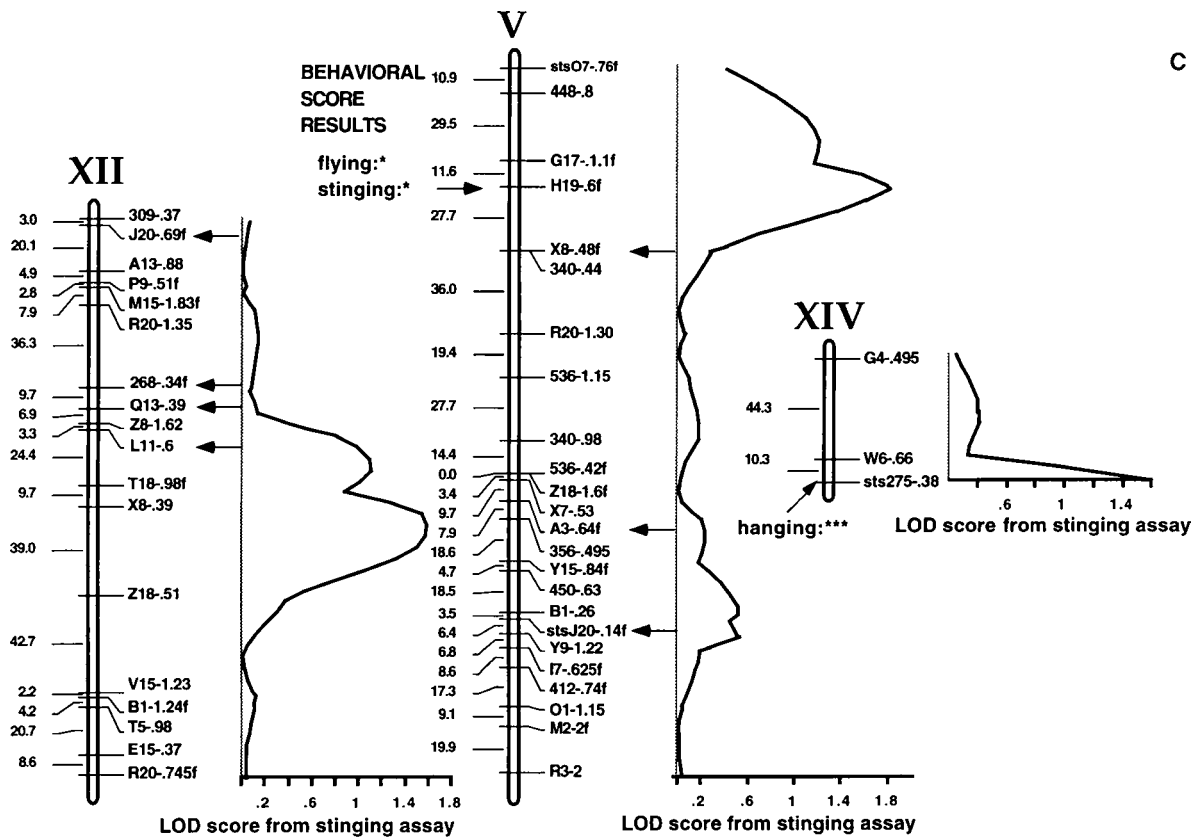 C
V
BEHAVIORAL
SCORE
RESULTS
flying:*
stinging:*
10.9
29.5
11.6
27.7
36.0
19.4
27.7
14.4
0.0
3.4
9.7
7.9
18.6
4.7
18.5
3.5
6.4
6.8
8.6
17.3
9.1
19.9
stsO7-.76f
448-.8
G17-.1.1f
H19-.6f
X8-.48f
340-.44
R20-1.30
536-1.15
340-.98
536-.42f
Z18-1.6f
X7-.53
A3-.64f
356-.495
Y15-.84f
450-.63
B1-.26
stsJ20-.14f
Y9-1.22
I7-.625f
412-.74f
O1-1.15
M2-2f
R3-2
.2 .6 1 1.4 1.8
LOD score from stinging assay
XII
3.0
20.1
4.9
2.8
7.9
36.3
9.7
6.9
3.3
24.4
9.7
39.0
42.7
2.2
4.2
20.7
8.6
309-.37
J20-.69f
A13-.88
P9-.51f
M15-1.83f
R20-1.35
268-.34f
Q13-.39
Z8-1.62
L11-.6
T18-.98f
X8-.39
Z18-.51
V15-1.23
B1-1.24f
T5-.98
E15-.37
R20-.745f
.2 .6 1 1.4 1.8
LOD score from stinging assay
XIV
44.3
10.3
G4-.495
W6-.66
sts275-.38
hanging:***
.6 1 1.4
LOD score from stinging assay